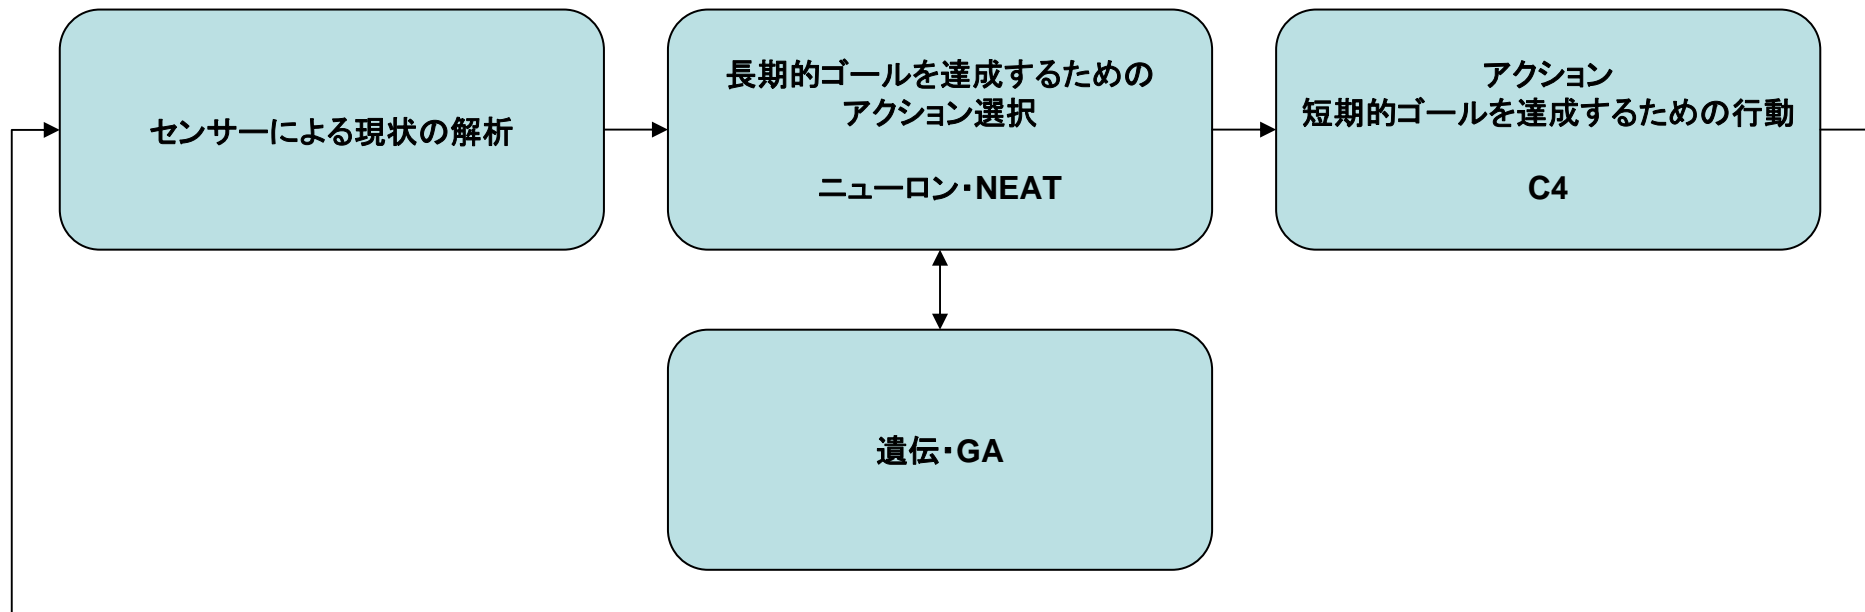 センサーによる現状の解析
長期的ゴールを達成するための
アクション選択
ニューロン・NEAT
アクション
短期的ゴールを達成するための行動
C4
遺伝・GA